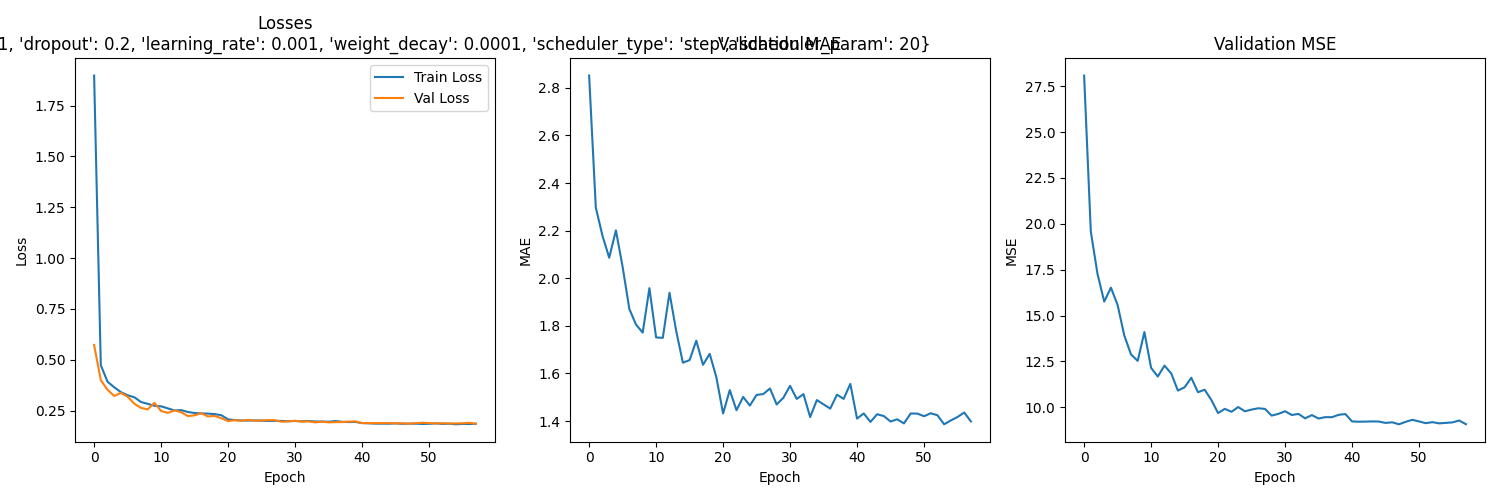 Losses
1, 'dropout': 0.2, 'learning_rate': 0.001, 'weight_decay': 0.0001, 'scheduler_type': 'step', 'scheduler_param': 20}
Validation MAE
Validation MSE
Train Loss
Val Loss
1.75
1.50
1.25
1.00
0.75
0.50
0.25
Loss
0 10 20 30 40 50
Epoch
2.8
2.6
2.4
2.2
2.0
1.8
1.6
1.4
MAE
0 10 20 30 40 50
Epoch
27.5
25.0
22.5
20.0
17.5
15.0
12.5
10.0
MSE
0 10 20 30 40 50
Epoch